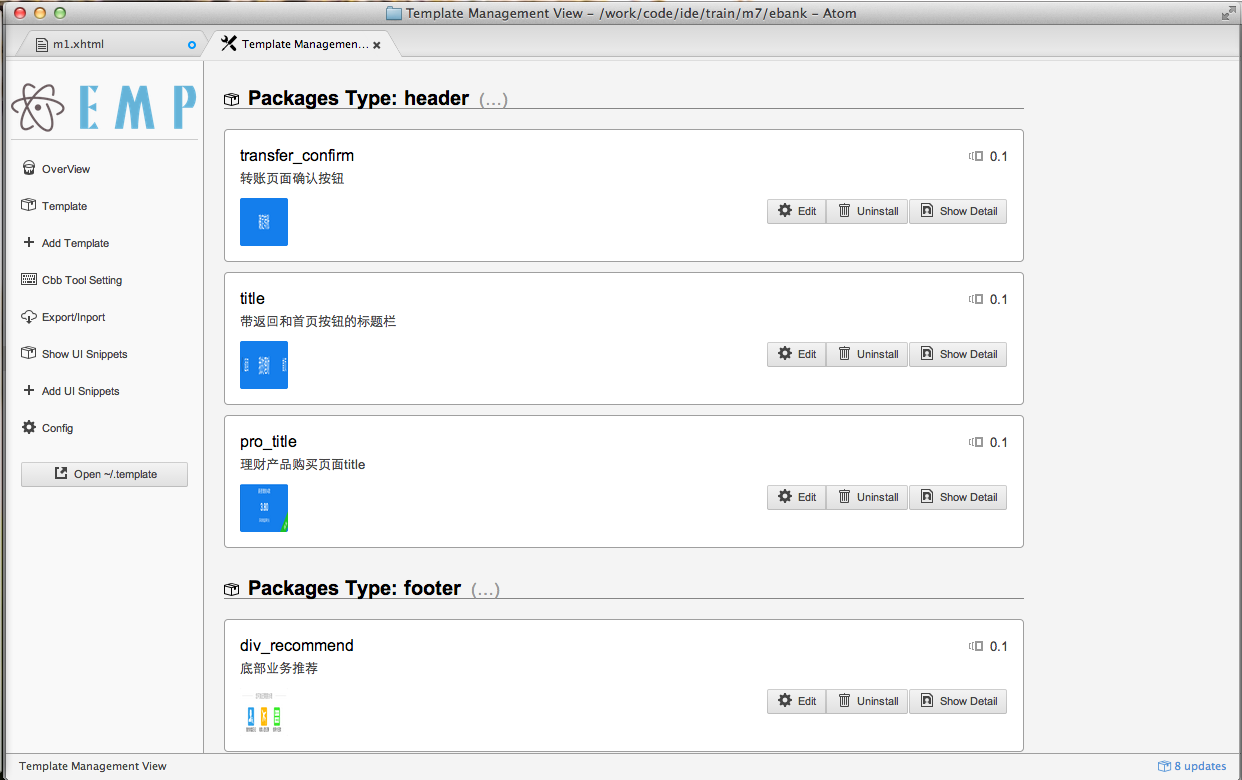 Template Management View – /work/code/ide/train/m7/ebank – Atom
m1.xhtml
Template Managemen...
EMP
OverView
Template
Add Template
Cbb Tool Setting
Export/Inport
Show UI Snippets
Add UI Snippets
Config
Open ~/.template
Packages Type: header (...)
transfer_confirm 0.1
转账页面确认按钮
Edit Uninstall Show Detail
title 0.1
带返回和首页按钮的标题栏
Edit Uninstall Show Detail
pro_title 0.1
理财产品购买页面title
3.80
Edit Uninstall Show Detail
Packages Type: footer (...)
div_recommend 0.1
底部业务推荐
Edit Uninstall Show Detail
Template Management View
8 updates